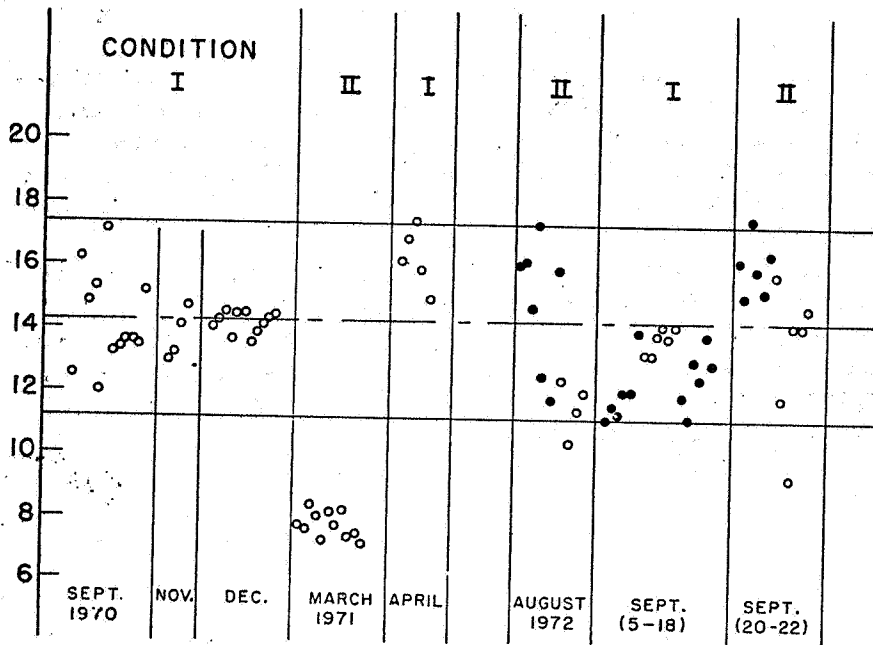 CONDITION
I II I II I II
20
18
16
14
12
10
8
6
SEPT. 1970
NOV.
DEC.
MARCH 1971
APRIL
AUGUST 1972
SEPT. (5-18)
SEPT. (20-22)